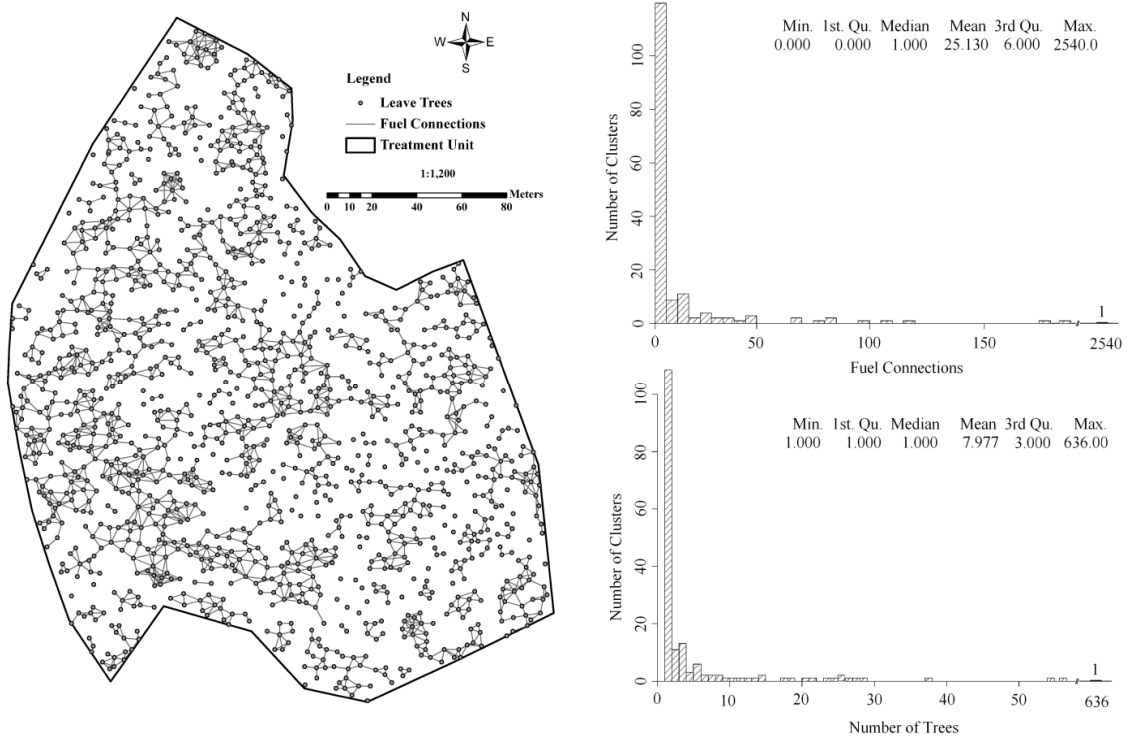 N
W E
S
Legend
Leave Trees
Fuel Connections
Treatment Unit
1:1,200
Meters
0 10 20 40 60 80
Min. 1st. Qu. Median Mean 3rd Qu. Max.
0.000 0.000 1.000 25.130 6.000 2540.0
Number of Clusters
100
80
60
40
20
0
1
0 50 100 150 2540
Fuel Connections
Min. 1st. Qu. Median Mean 3rd Qu. Max.
1.000 1.000 1.000 7.977 3.000 636.00
Number of Clusters
100
80
60
40
20
0
1
0 10 20 30 40 50 636
Number of Trees